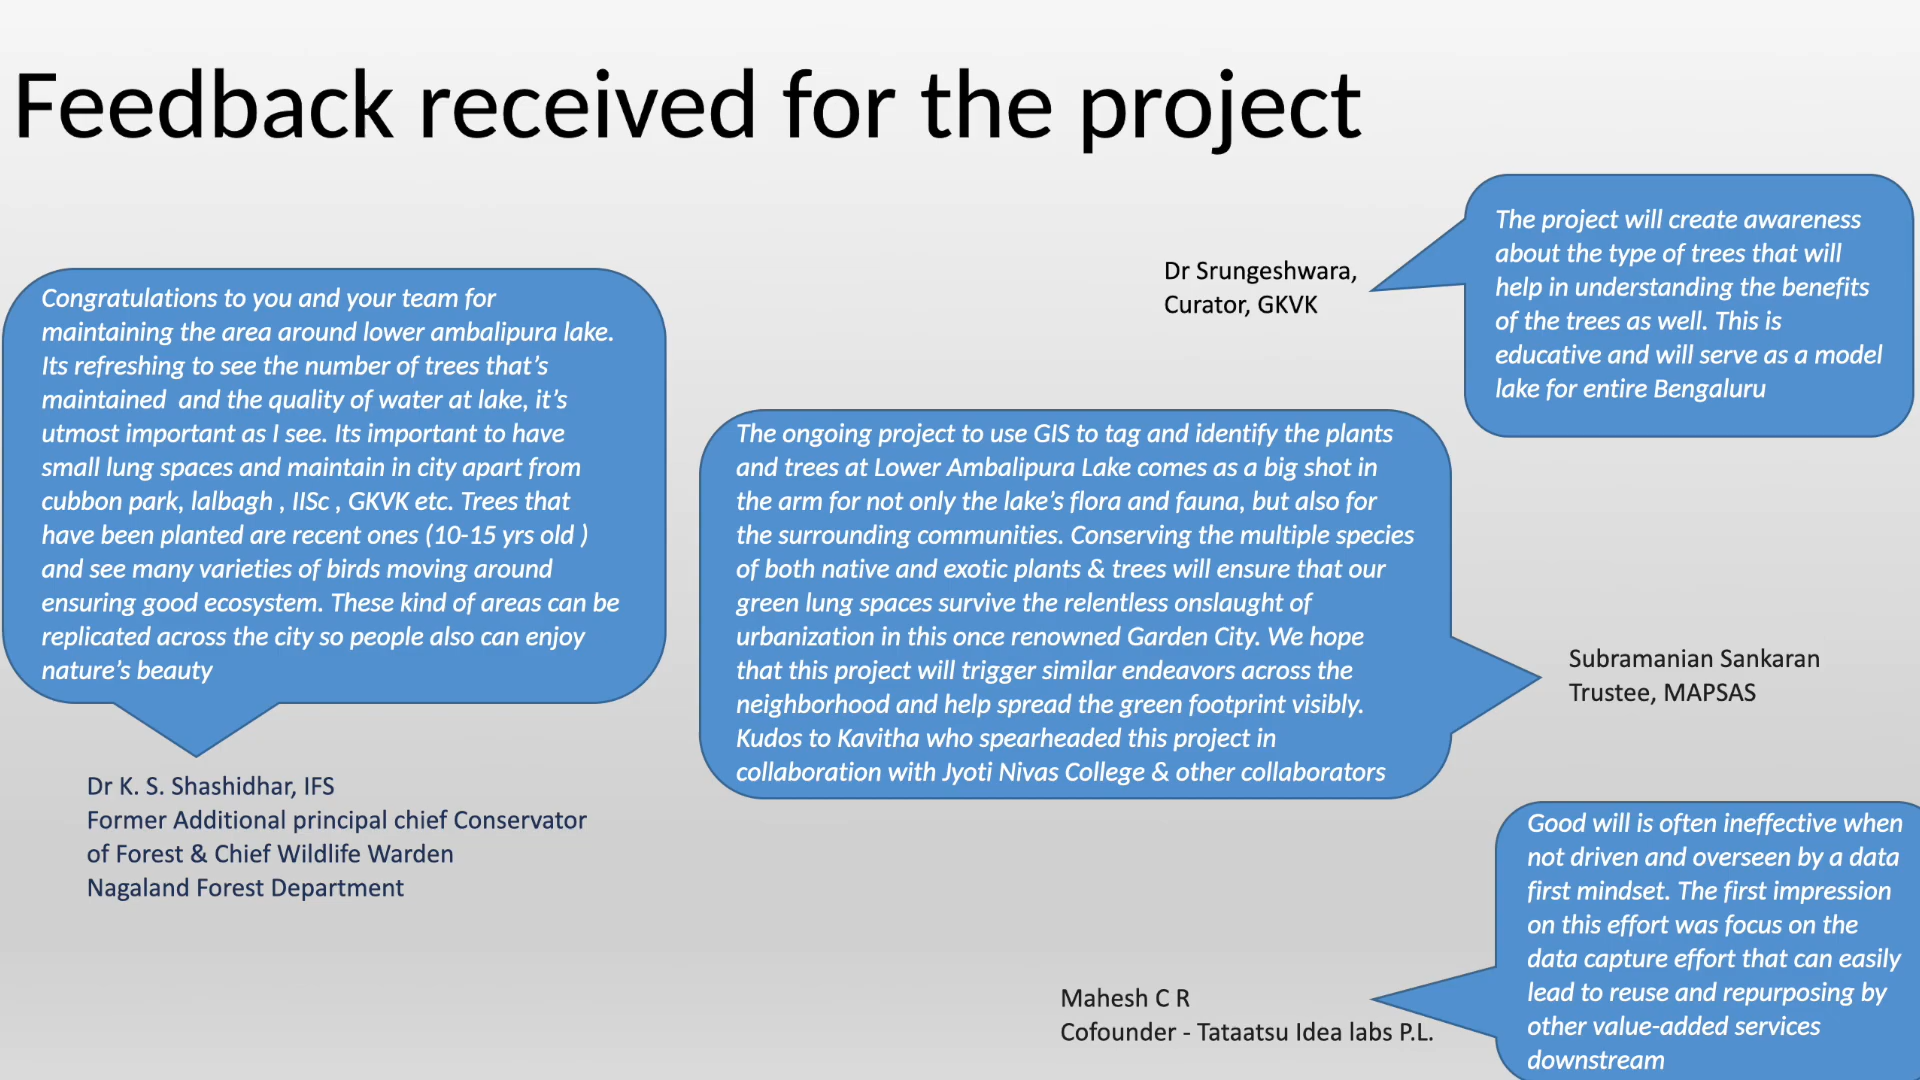 Feedback received for the project
Congratulations to you and your team for
maintaining the area around lower ambalipura lake.
Its refreshing to see the number of trees that’s
maintained  and the quality of water at lake, it’s
utmost important as I see. Its important to have
small lung spaces and maintain in city apart from
cubbon park, lalbagh , IISc , GKVK etc. Trees that
have been planted are recent ones (10-15 yrs old )
and see many varieties of birds moving around
ensuring good ecosystem. These kind of areas can be
replicated across the city so people also can enjoy
nature’s beauty
Dr K. S. Shashidhar, IFS
Former Additional principal chief Conservator
of Forest & Chief Wildlife Warden
Nagaland Forest Department
Dr Srungeshwara,
Curator, GKVK
The project will create awareness
about the type of trees that will
help in understanding the benefits
of the trees as well. This is
educative and will serve as a model
lake for entire Bengaluru
The ongoing project to use GIS to tag and identify the plants
and trees at Lower Ambalipura Lake comes as a big shot in
the arm for not only the lake’s flora and fauna, but also for
the surrounding communities. Conserving the multiple species
of both native and exotic plants & trees will ensure that our
green lung spaces survive the relentless onslaught of
urbanization in this once renowned Garden City. We hope
that this project will trigger similar endeavors across the
neighborhood and help spread the green footprint visibly.
Kudos to Kavitha who spearheaded this project in
collaboration with Jyoti Nivas College & other collaborators
Subramanian Sankaran
Trustee, MAPSAS
Good will is often ineffective when
not driven and overseen by a data
first mindset. The first impression
on this effort was focus on the
data capture effort that can easily
lead to reuse and repurposing by
other value-added services
downstream
Mahesh C R
Cofounder - Tataatsu Idea labs P.L.